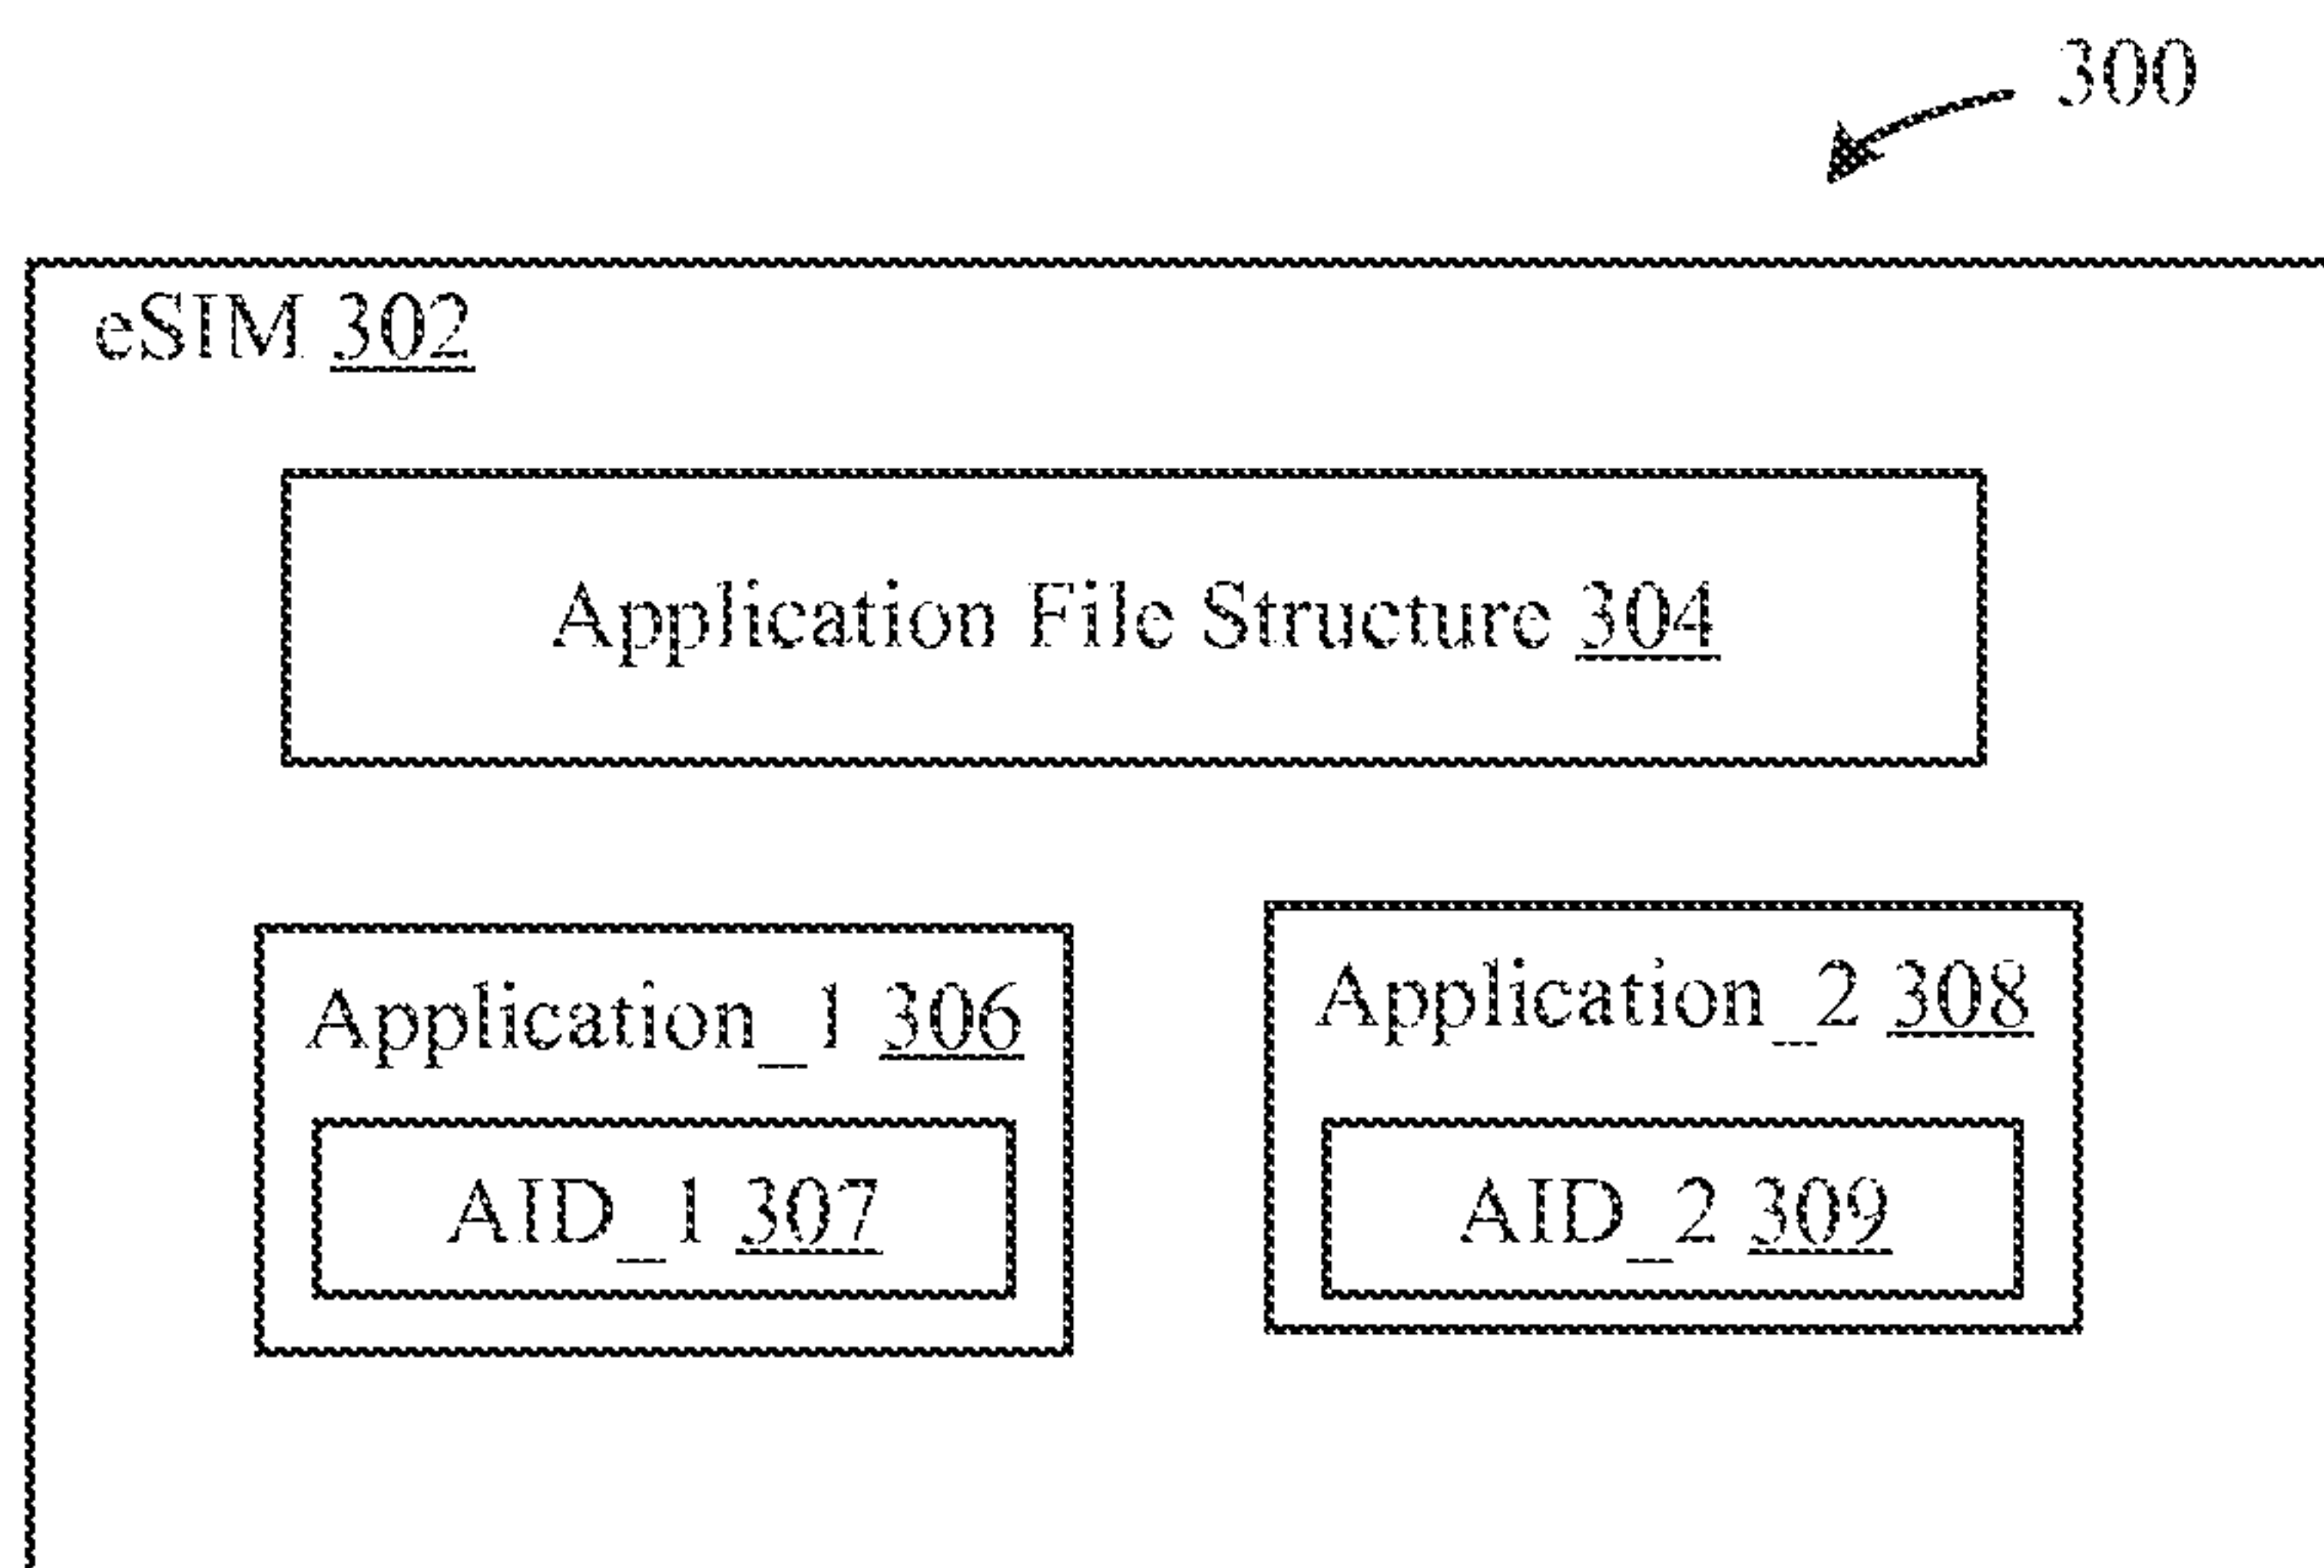 300
eSIM 302
Application File Structure 304
Application_1 306
Application_2 308
AID_1 307
AID_2 309